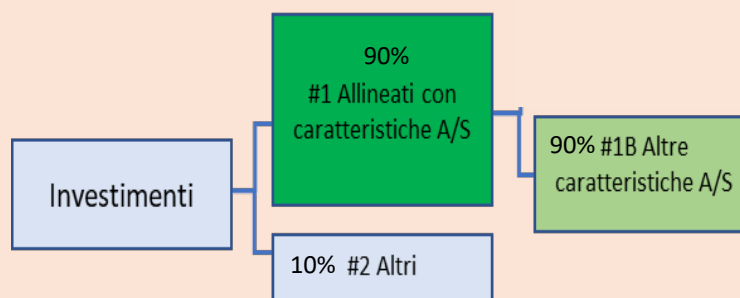 90%
#1 Allineati con
caratteristiche A/S
90% #1B Altre
caratteristiche A/S
Investimenti
10% #2 Altri